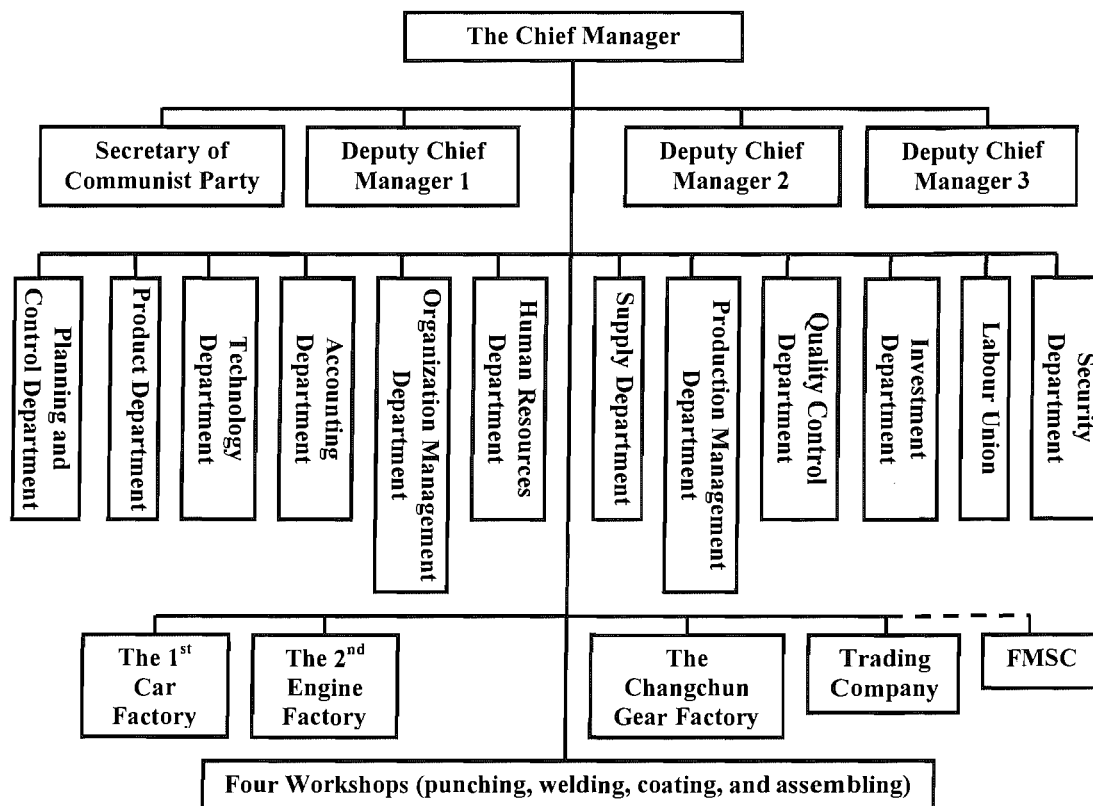 The Chief Manager
Secretary of
Communist Party
Deputy Chief
Manager 1
Deputy Chief
Manager 2
Deputy Chief
Manager 3
Planning and
Control Department
Product Department
Technology
Department
Accounting
Department
Organization Management
Department
Human Resources
Department
Supply Department
Production Management
Department
Quality Control
Department
Investment
Department
Labour Union
Security
Department
The 1st
Car
Factory
The 2nd
Engine
Factory
The
Changchun
Gear Factory
Trading
Company
FMSC
Four Workshops (punching, welding, coating, and assembling)